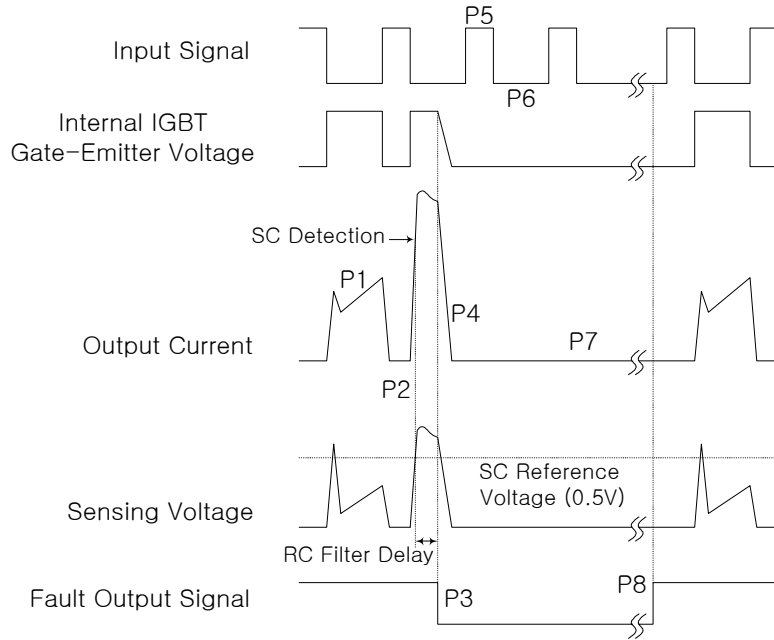 P5
Input Signal
P6
Internal IGBT
Gate-Emitter Voltage
SC Detection
P1
P4
Output Current
P7
P2
SC Reference
Voltage (0.5V)
Sensing Voltage
RC Filter Delay
P3
P8
Fault Output Signal